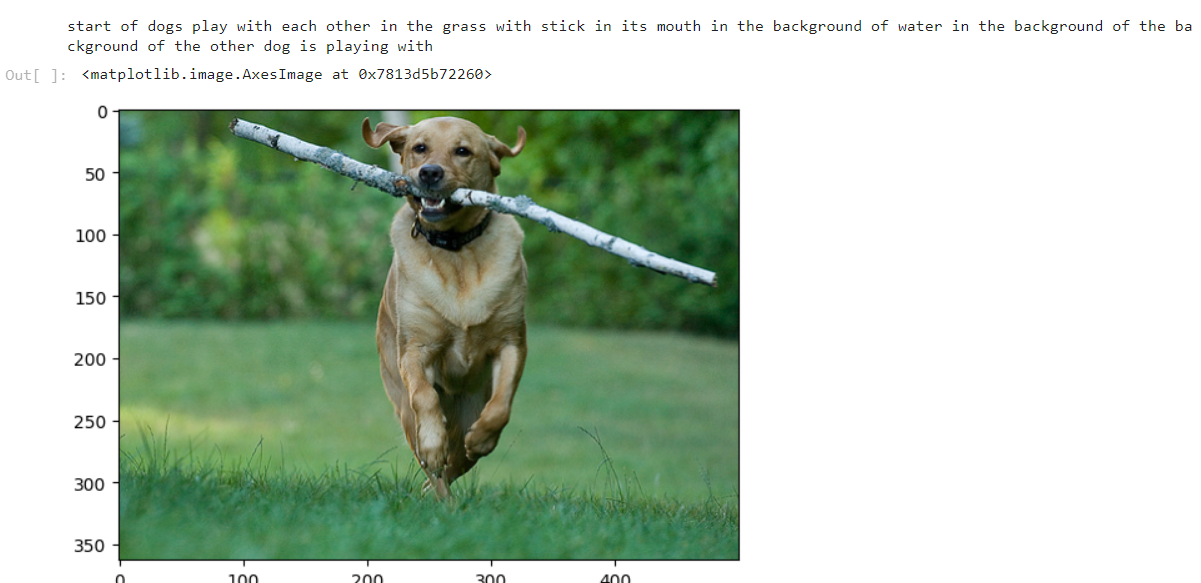 start of dogs play with each other in the grass with stick in its mouth in the background of water in the background of the ba
ckground of the other dog is playing with
Out[ ]: <matplotlib.image.AxesImage at 0x7813d5b72260>
0
50
100
150
200
250
300
350
0 100 200 300 400